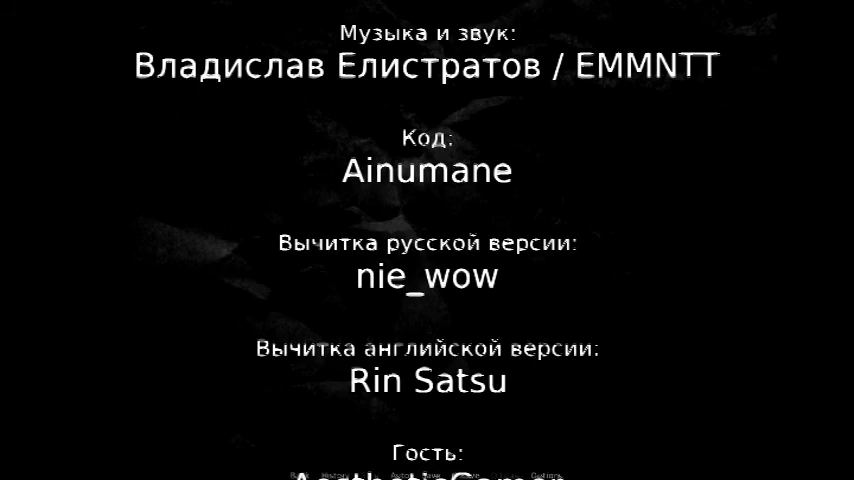 Музыка и звук:
Владислав Елистратов / EMMNTT
Код:
Ainumane
Вычитка русской версии:
nie_wow
Вычитка английской версии:
Rin Satsu
Гость: